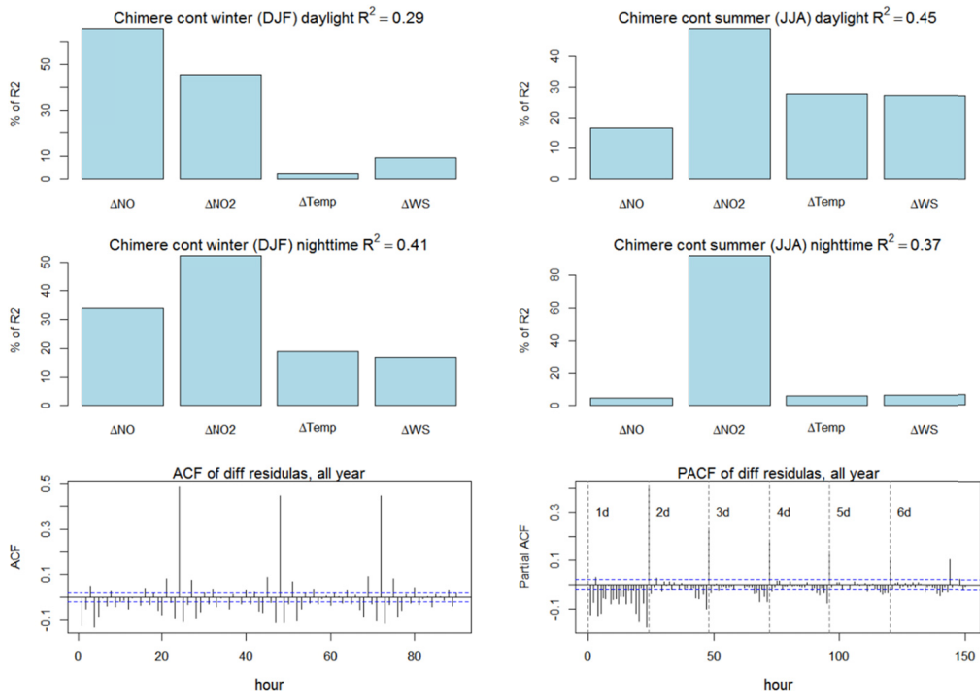 Chimere cont winter (DJF) daylight R² = 0.29
% of R2
0 10 30 50
ΔNO ΔNO2 ΔTemp ΔWS
Chimere cont summer (JJA) daylight R² = 0.45
% of R2
0 10 20 30 40
ΔNO ΔNO2 ΔTemp ΔWS
Chimere cont winter (DJF) nighttime R² = 0.41
% of R2
0 10 20 30 40 50
ΔNO ΔNO2 ΔTemp ΔWS
Chimere cont summer (JJA) nighttime R² = 0.37
% of R2
0 20 40 60 80
ΔNO ΔNO2 ΔTemp ΔWS
ACF of diff residulas, all year
ACF
-0.1 0.1 0.3 0.5
0 20 40 60 80
hour
PACF of diff residulas, all year
Partial ACF
-0.1 0.1 0.3
1d 2d 3d 4d 5d 6d
0 50 100 150
hour